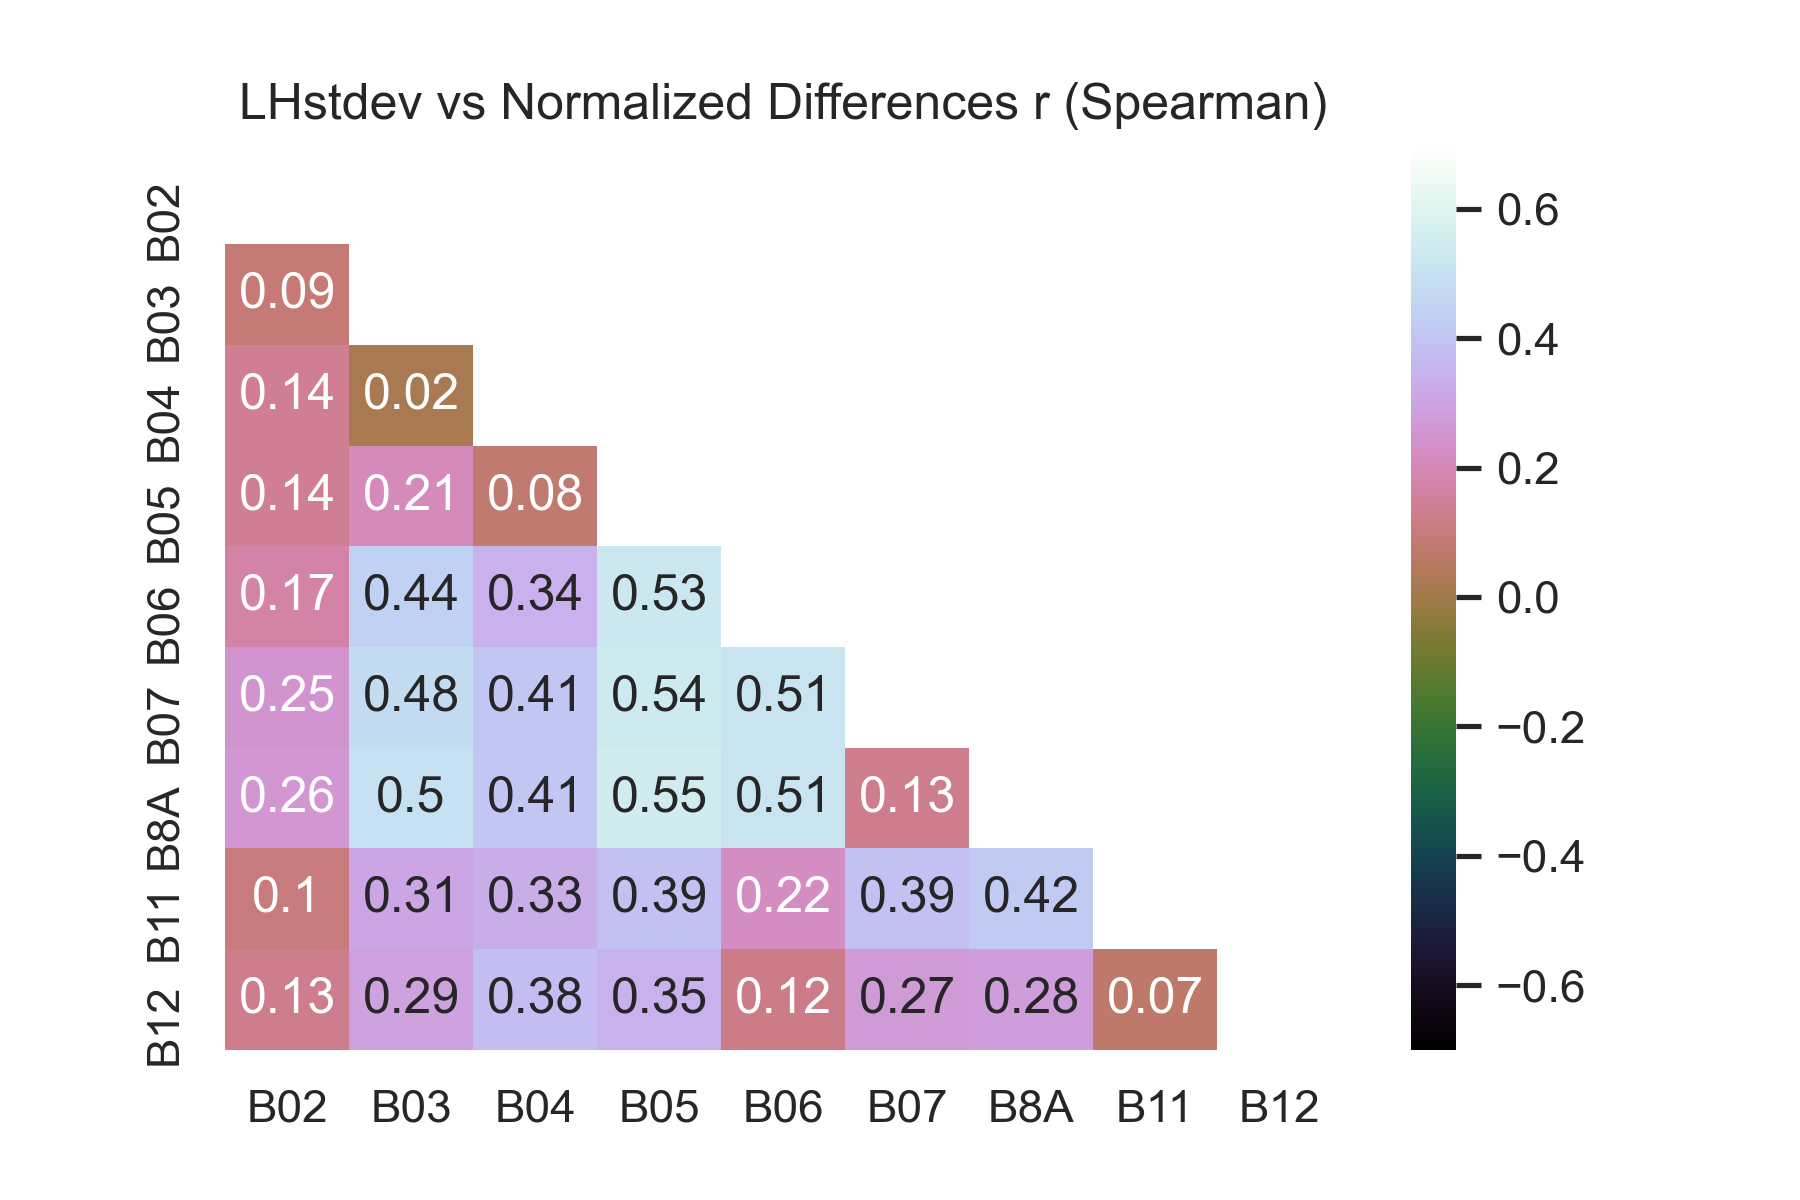 LHstdev vs Normalized Differences r (Spearman)
B02
B03 0.09
B04 0.14 0.02
B05 0.14 0.21 0.08
B06 0.17 0.44 0.34 0.53
B07 0.25 0.48 0.41 0.54 0.51
B8A 0.26 0.5 0.41 0.55 0.51 0.13
B11 0.1 0.31 0.33 0.39 0.22 0.39 0.42
B12 0.13 0.29 0.38 0.35 0.12 0.27 0.28 0.07
B02 B03 B04 B05 B06 B07 B8A B11 B12
0.6
0.4
0.2
0.0
−0.2
−0.4
−0.6